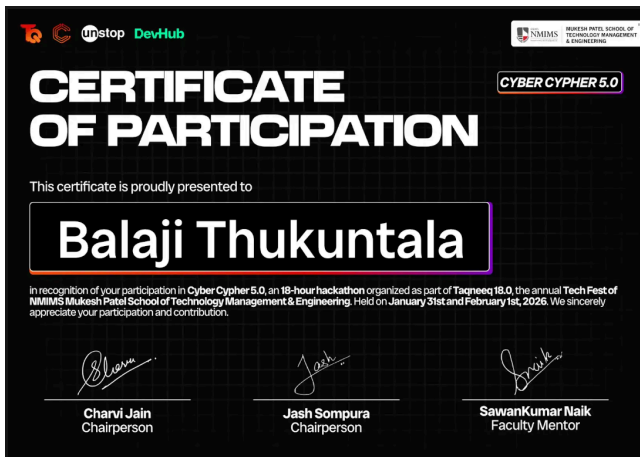 TQ
C
unstop DevHub
NMIMS
MUKESH PATEL SCHOOL OF
TECHNOLOGY MANAGEMENT
& ENGINEERING
CERTIFICATE
CYBER CYPHER 5.0
OF PARTICIPATION
This certificate is proudly presented to
Balaji Thukuntala
in recognition of your participation in Cyber Cypher 5.0, an 18-hour hackathon organized as part of Taqneeq 18.0, the annual Tech Fest of
NMIMS Mukesh Patel School of Technology Management & Engineering. Held on January 31st and February 1st, 2026. We sincerely
appreciate your participation and contribution.
Jash
Charvi Jain
Chairperson
Jash Sompura
Chairperson
SawanKumar Naik
Faculty Mentor